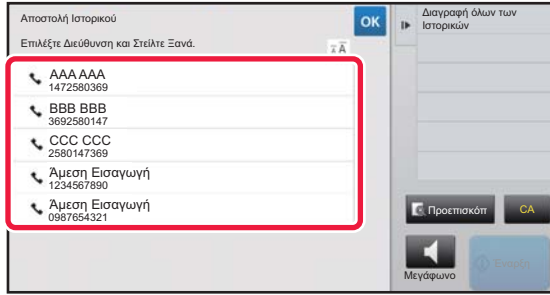 Αποστολή Ιστορικού
OK
Επιλέξτε Διεύθυνση και Στείλτε Ξανά.
AAA AAA
1472580369
BBB BBB
3692580147
CCC CCC
2580147369
Άμεση Εισαγωγή
1234567890
Άμεση Εισαγωγή
0987654321
Διαγραφή όλων των
Ιστορικών
Προεπισκόπ
CA
Μεγάφωνο
Έναρξη